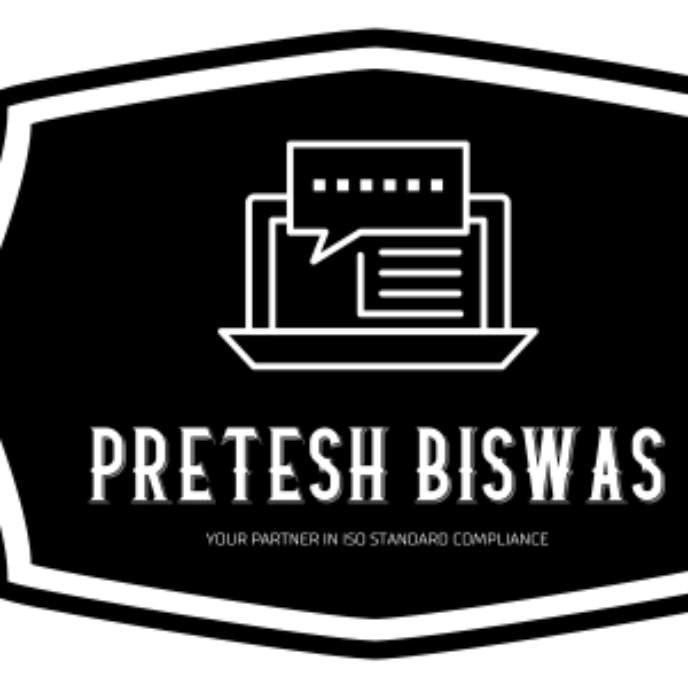 PRETESH BISWAS
YOUR PARTNER IN ISO STANDARD COMPLIANCE